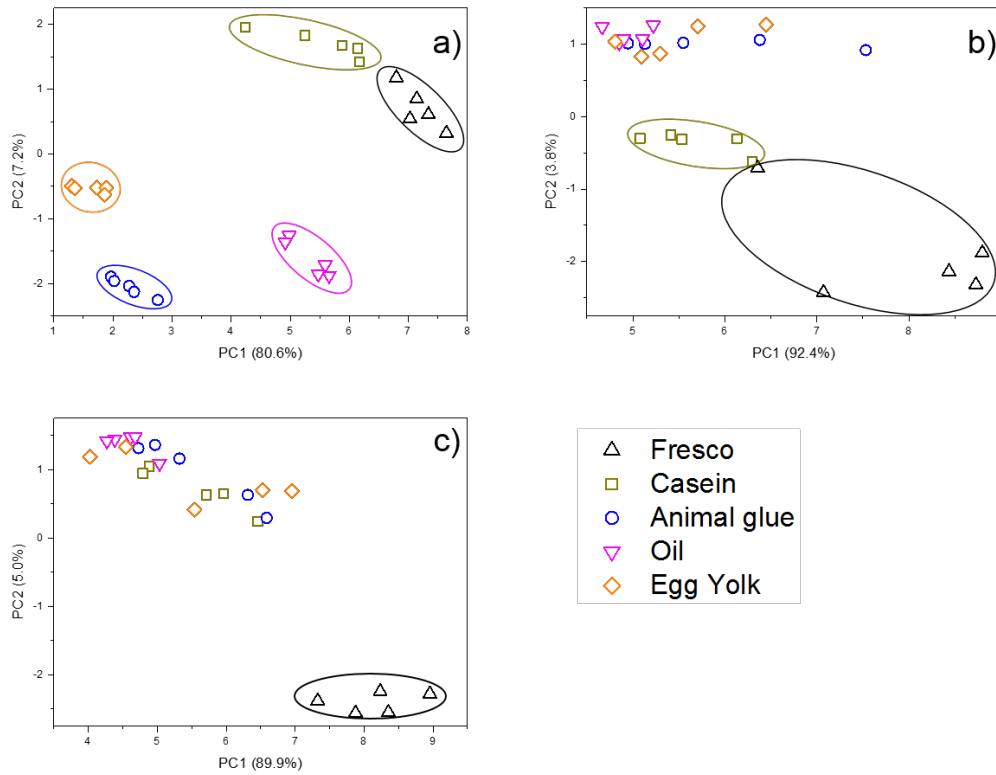 a)
2
1
0
-1
-2
PC2 (7.2%)
1 2 3 4 5 6 7 8
PC1 (80.6%)
b)
1
0
-1
-2
PC2 (3.8%)
5 6 7 8
PC1 (92.4%)
c)
1
0
-1
-2
PC2 (5.0%)
4 5 6 7 8 9
PC1 (89.9%)
Fresco
Casein
Animal glue
Oil
Egg Yolk